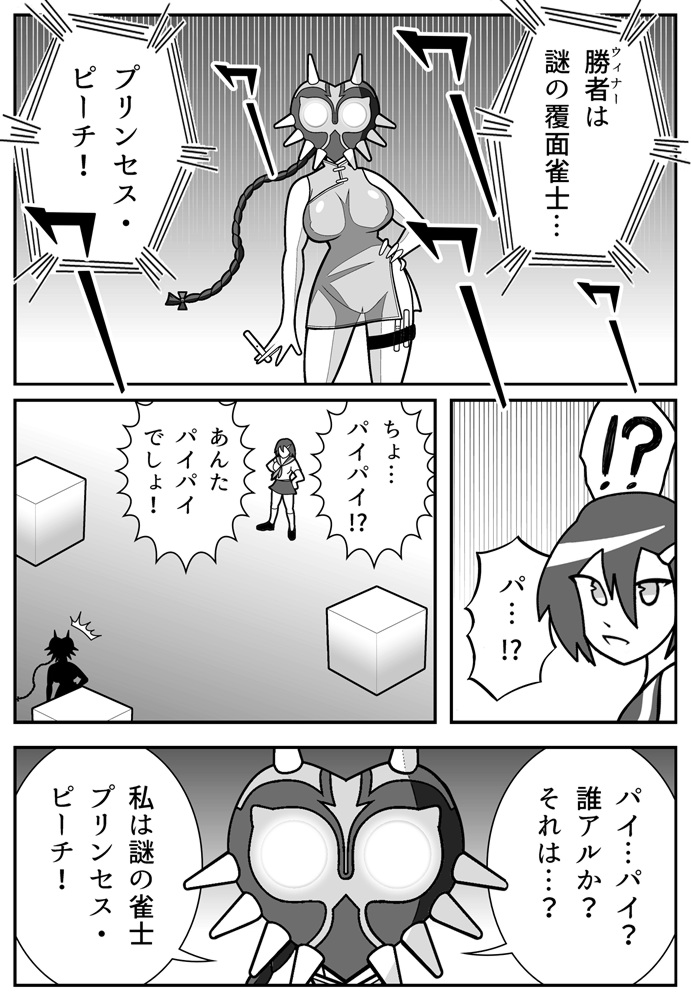 勝者は
ウィナー
謎の覆面雀士…
プリンセス・
ピーチ！
!?
パ…!?
ちょ…
パイパイ!?
あんた
パイパイ
でしょ！
パイ…パイ？
誰アルか？
それは…？
私は謎の雀士
プリンセス・
ピーチ！